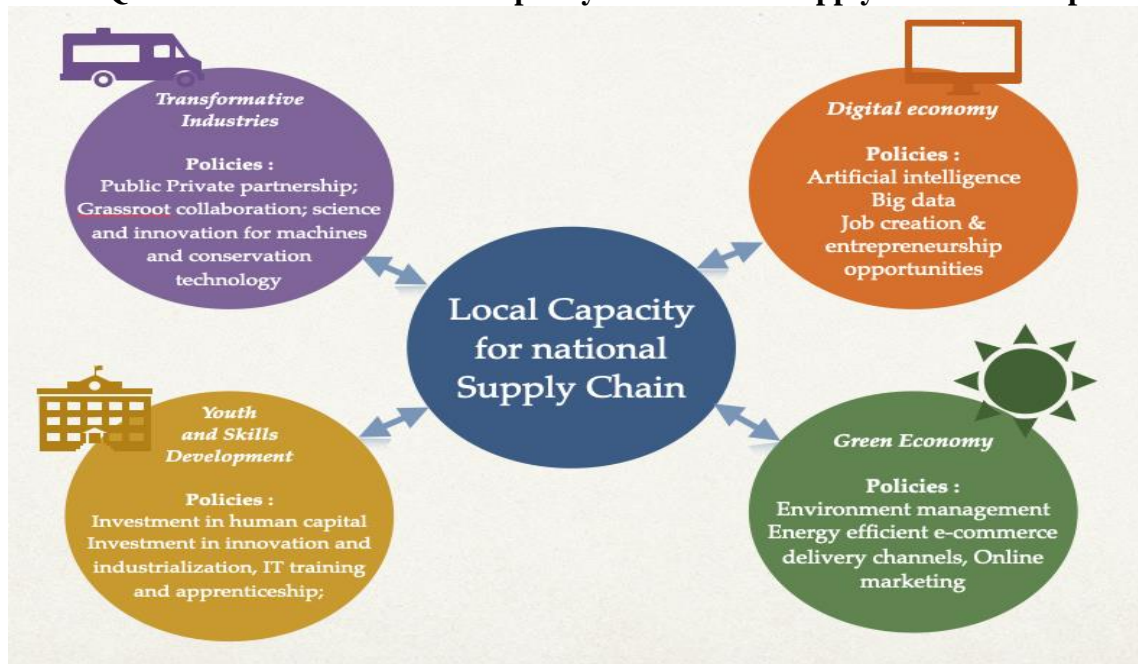 Transformative
Industries
Policies :
Public Private partnership;
Grassroot collaboration; science
and innovation for machines
and conservation
technology
Digital economy
Policies :
Artificial intelligence
Big data
Job creation &
entrepreneurship
opportunities
Local Capacity
for national
Supply Chain
Youth
and Skills
Development
Policies :
Investment in human capital
Investment in innovation and
industrialization, IT training
and apprenticeship;
Green Economy
Policies :
Environment management
Energy efficient e-commerce
delivery channels, Online
marketing